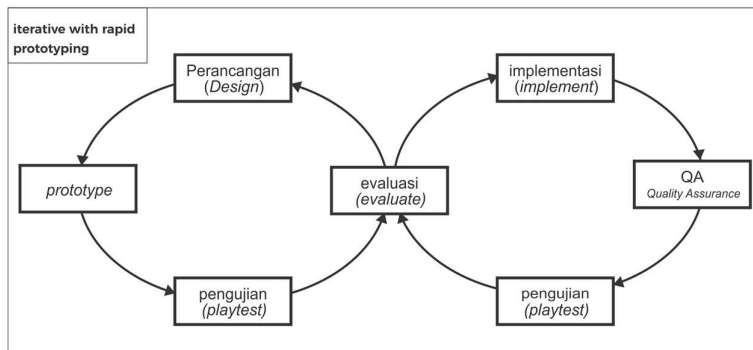 iterative with rapid
prototyping
Perancangan
(Design)
implementasi
(implement)
prototype
evaluasi
(evaluate)
QA
Quality Assurance
pengujian
(playtest)
pengujian
(playtest)